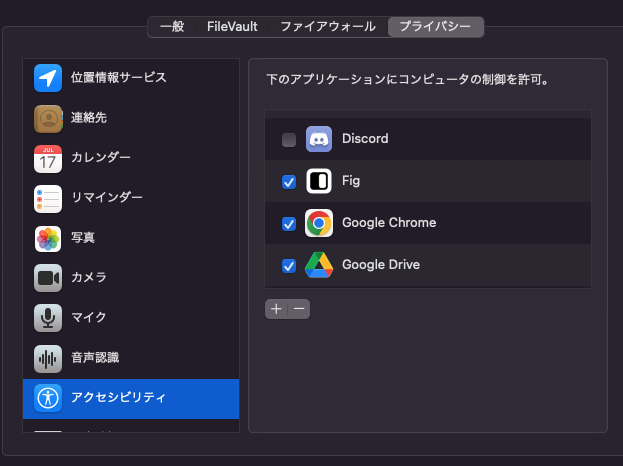 一般 FileVault ファイアウォール プライバシー
位置情報サービス
連絡先
JUL
17
カレンダー
リマインダー
写真
カメラ
マイク
音声認識
アクセシビリティ
下のアプリケーションにコンピュータの制御を許可。
Discord
Fig
Google Chrome
Google Drive
+ −